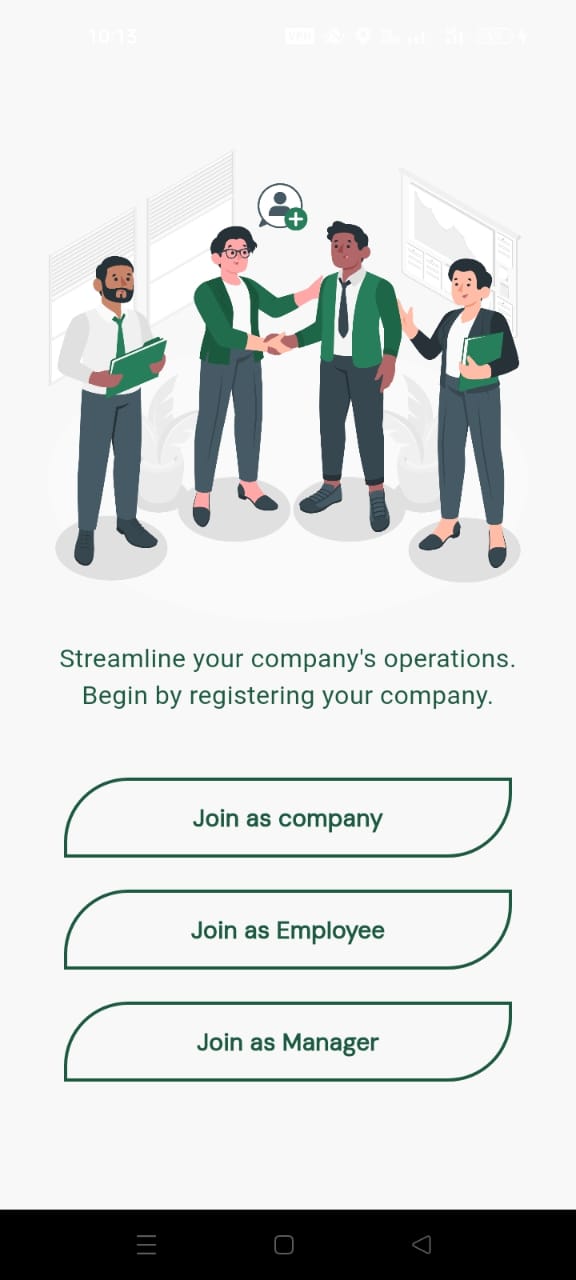 10:13
VPN
Streamline your company's operations.
Begin by registering your company.
Join as company
Join as Employee
Join as Manager